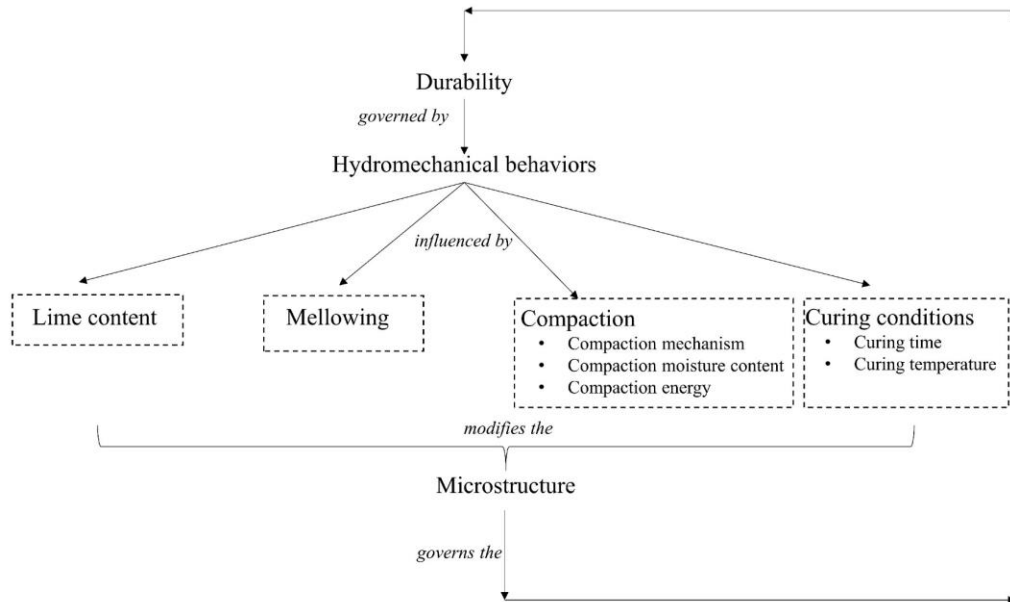 Durability
governed by
Hydromechanical behaviors
influenced by
Lime content
Mellowing
Compaction
• Compaction mechanism
• Compaction moisture content
• Compaction energy
Curing conditions
• Curing time
• Curing temperature
modifies the
Microstructure
governs the